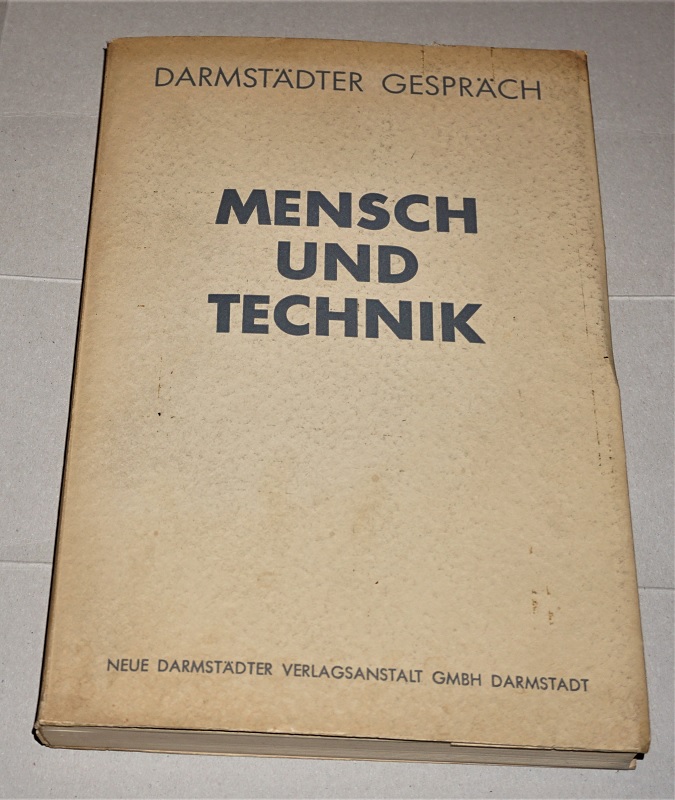 DARMSTÄDTER GESPRÄCH
MENSCH
UND
TECHNIK
NEUE DARMSTÄDTER VERLAGSANSTALT GMBH DARMSTADT